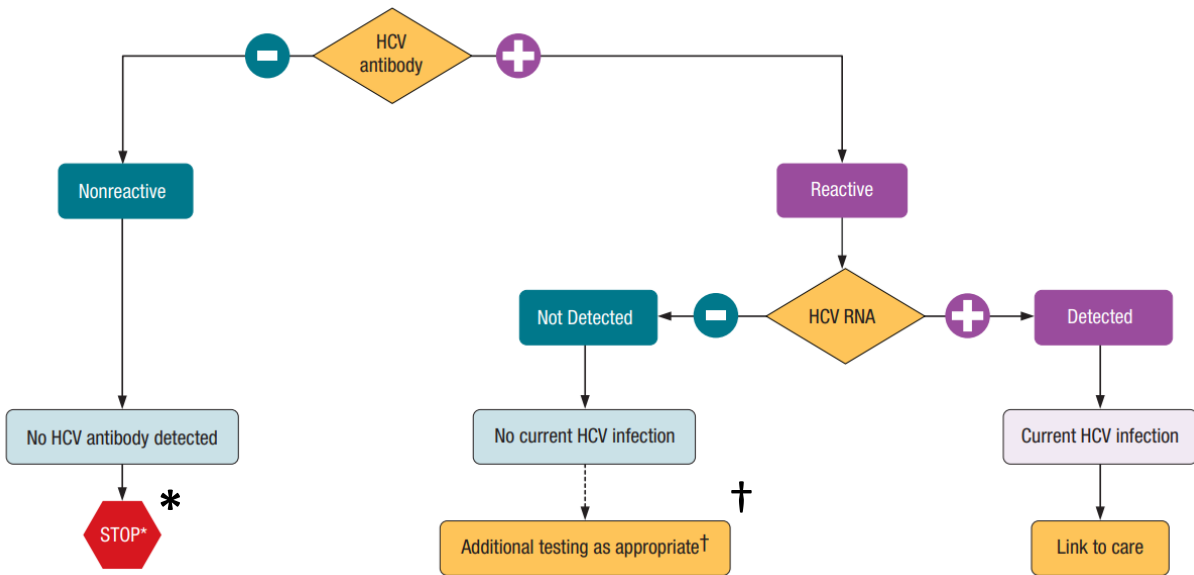 HCV
antibody
Nonreactive
Reactive
Not Detected
HCV RNA
Detected
No HCV antibody detected
No current HCV infection
Current HCV infection
*
†
STOP*
Additional testing as appropriate†
Link to care